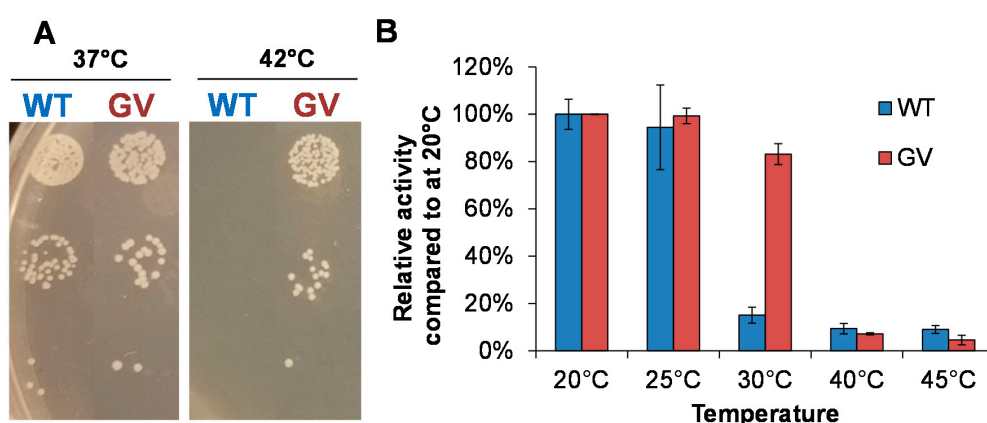 A
37°C
42°C
WT GV
WT GV
B
Relative activity
compared to at 20°C
120%
100%
80%
60%
40%
20%
0%
WT
GV
20°C 25°C 30°C 40°C 45°C
Temperature